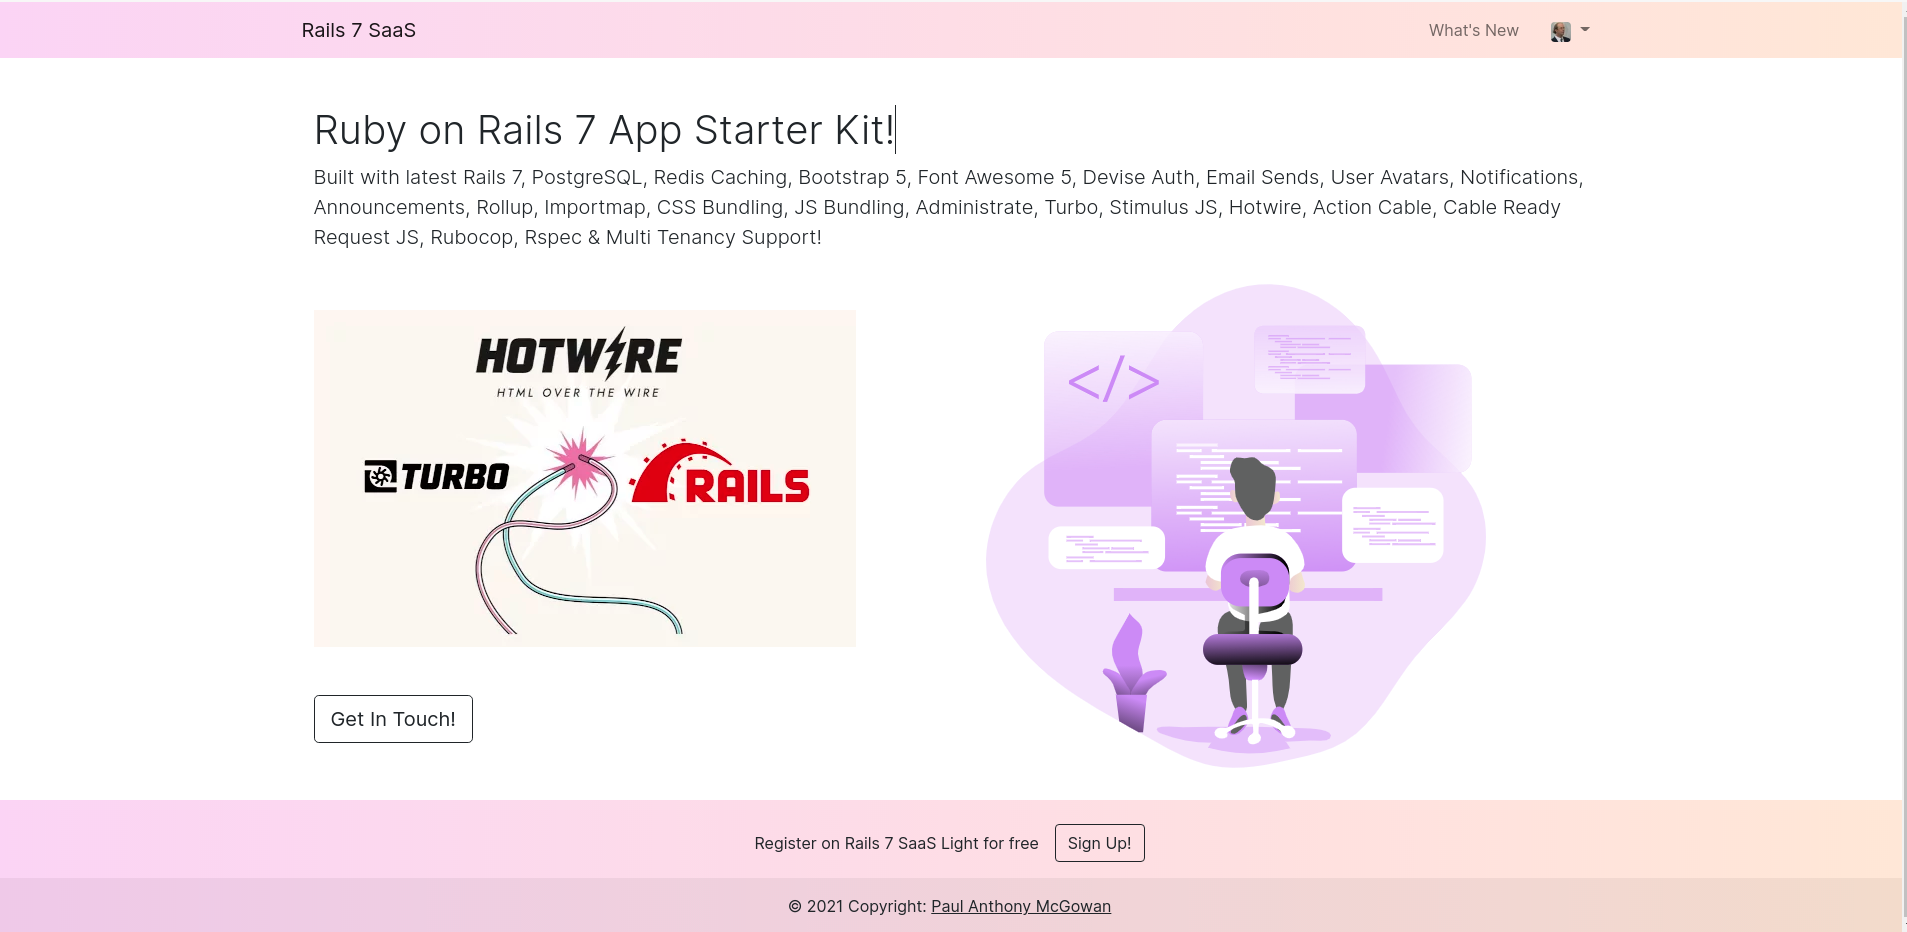 Rails 7 SaaS
What's New
Ruby on Rails 7 App Starter Kit!
Built with latest Rails 7, PostgreSQL, Redis Caching, Bootstrap 5, Font Awesome 5, Devise Auth, Email Sends, User Avatars, Notifications,
Announcements, Rollup, Importmap, CSS Bundling, JS Bundling, Administrate, Turbo, Stimulus JS, Hotwire, Action Cable, Cable Ready
Request JS, Rubocop, Rspec & Multi Tenancy Support!
HOTWIRE
HTML OVER THE WIRE
TURBO
RAILS
</>
Get In Touch!
Register on Rails 7 SaaS Light for free
Sign Up!
© 2021 Copyright: Paul Anthony McGowan